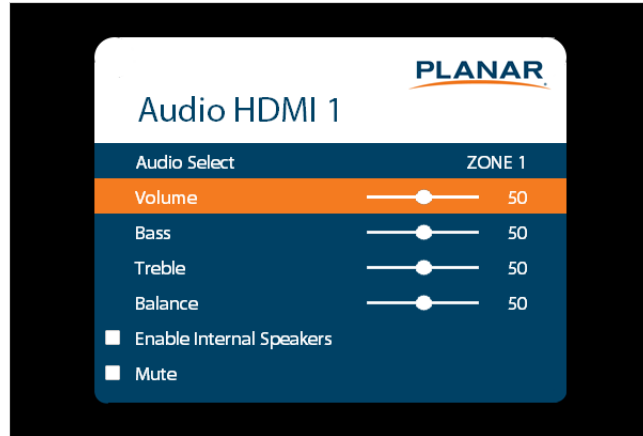 PLANAR
Audio HDMI 1
Audio Select ZONE 1
Volume 50
Bass 50
Treble 50
Balance 50
Enable Internal Speakers
Mute